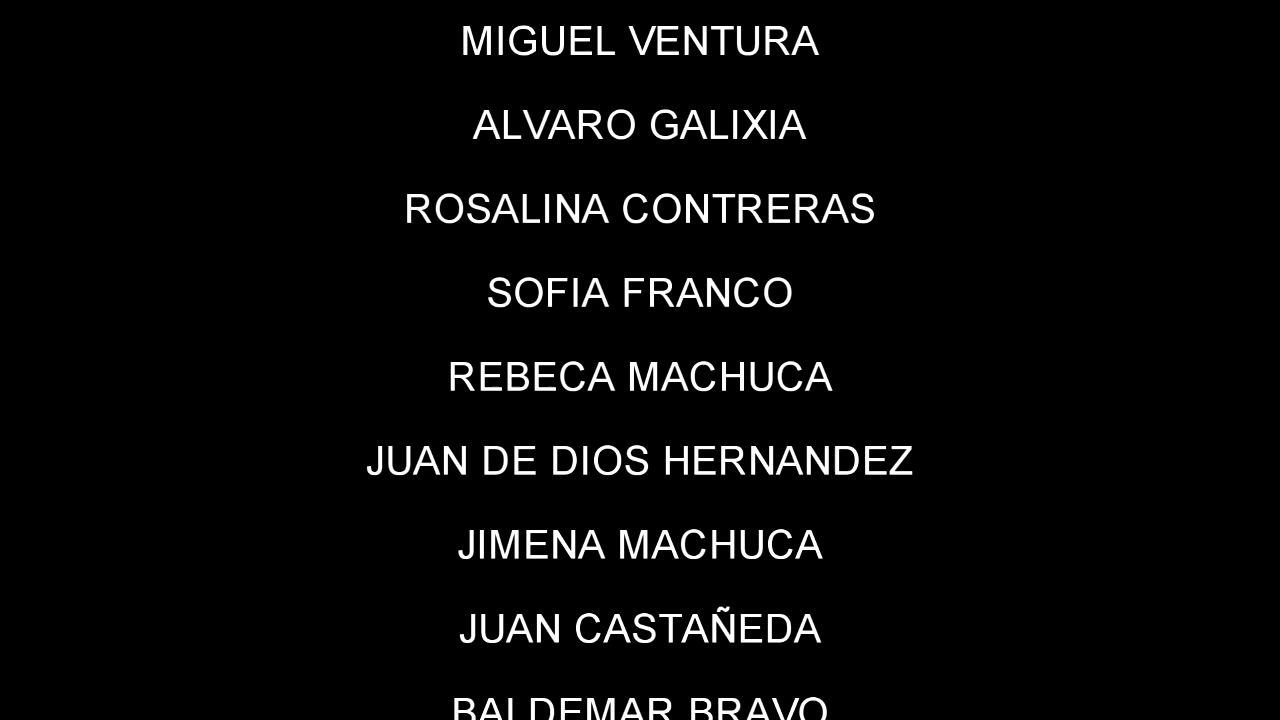 MIGUEL VENTURA
ALVARO GALIXIA
ROSALINA CONTRERAS
SOFIA FRANCO
REBECA MACHUCA
JUAN DE DIOS HERNANDEZ
JIMENA MACHUCA
JUAN CASTAÑEDA
BALDEMAR BRAVO